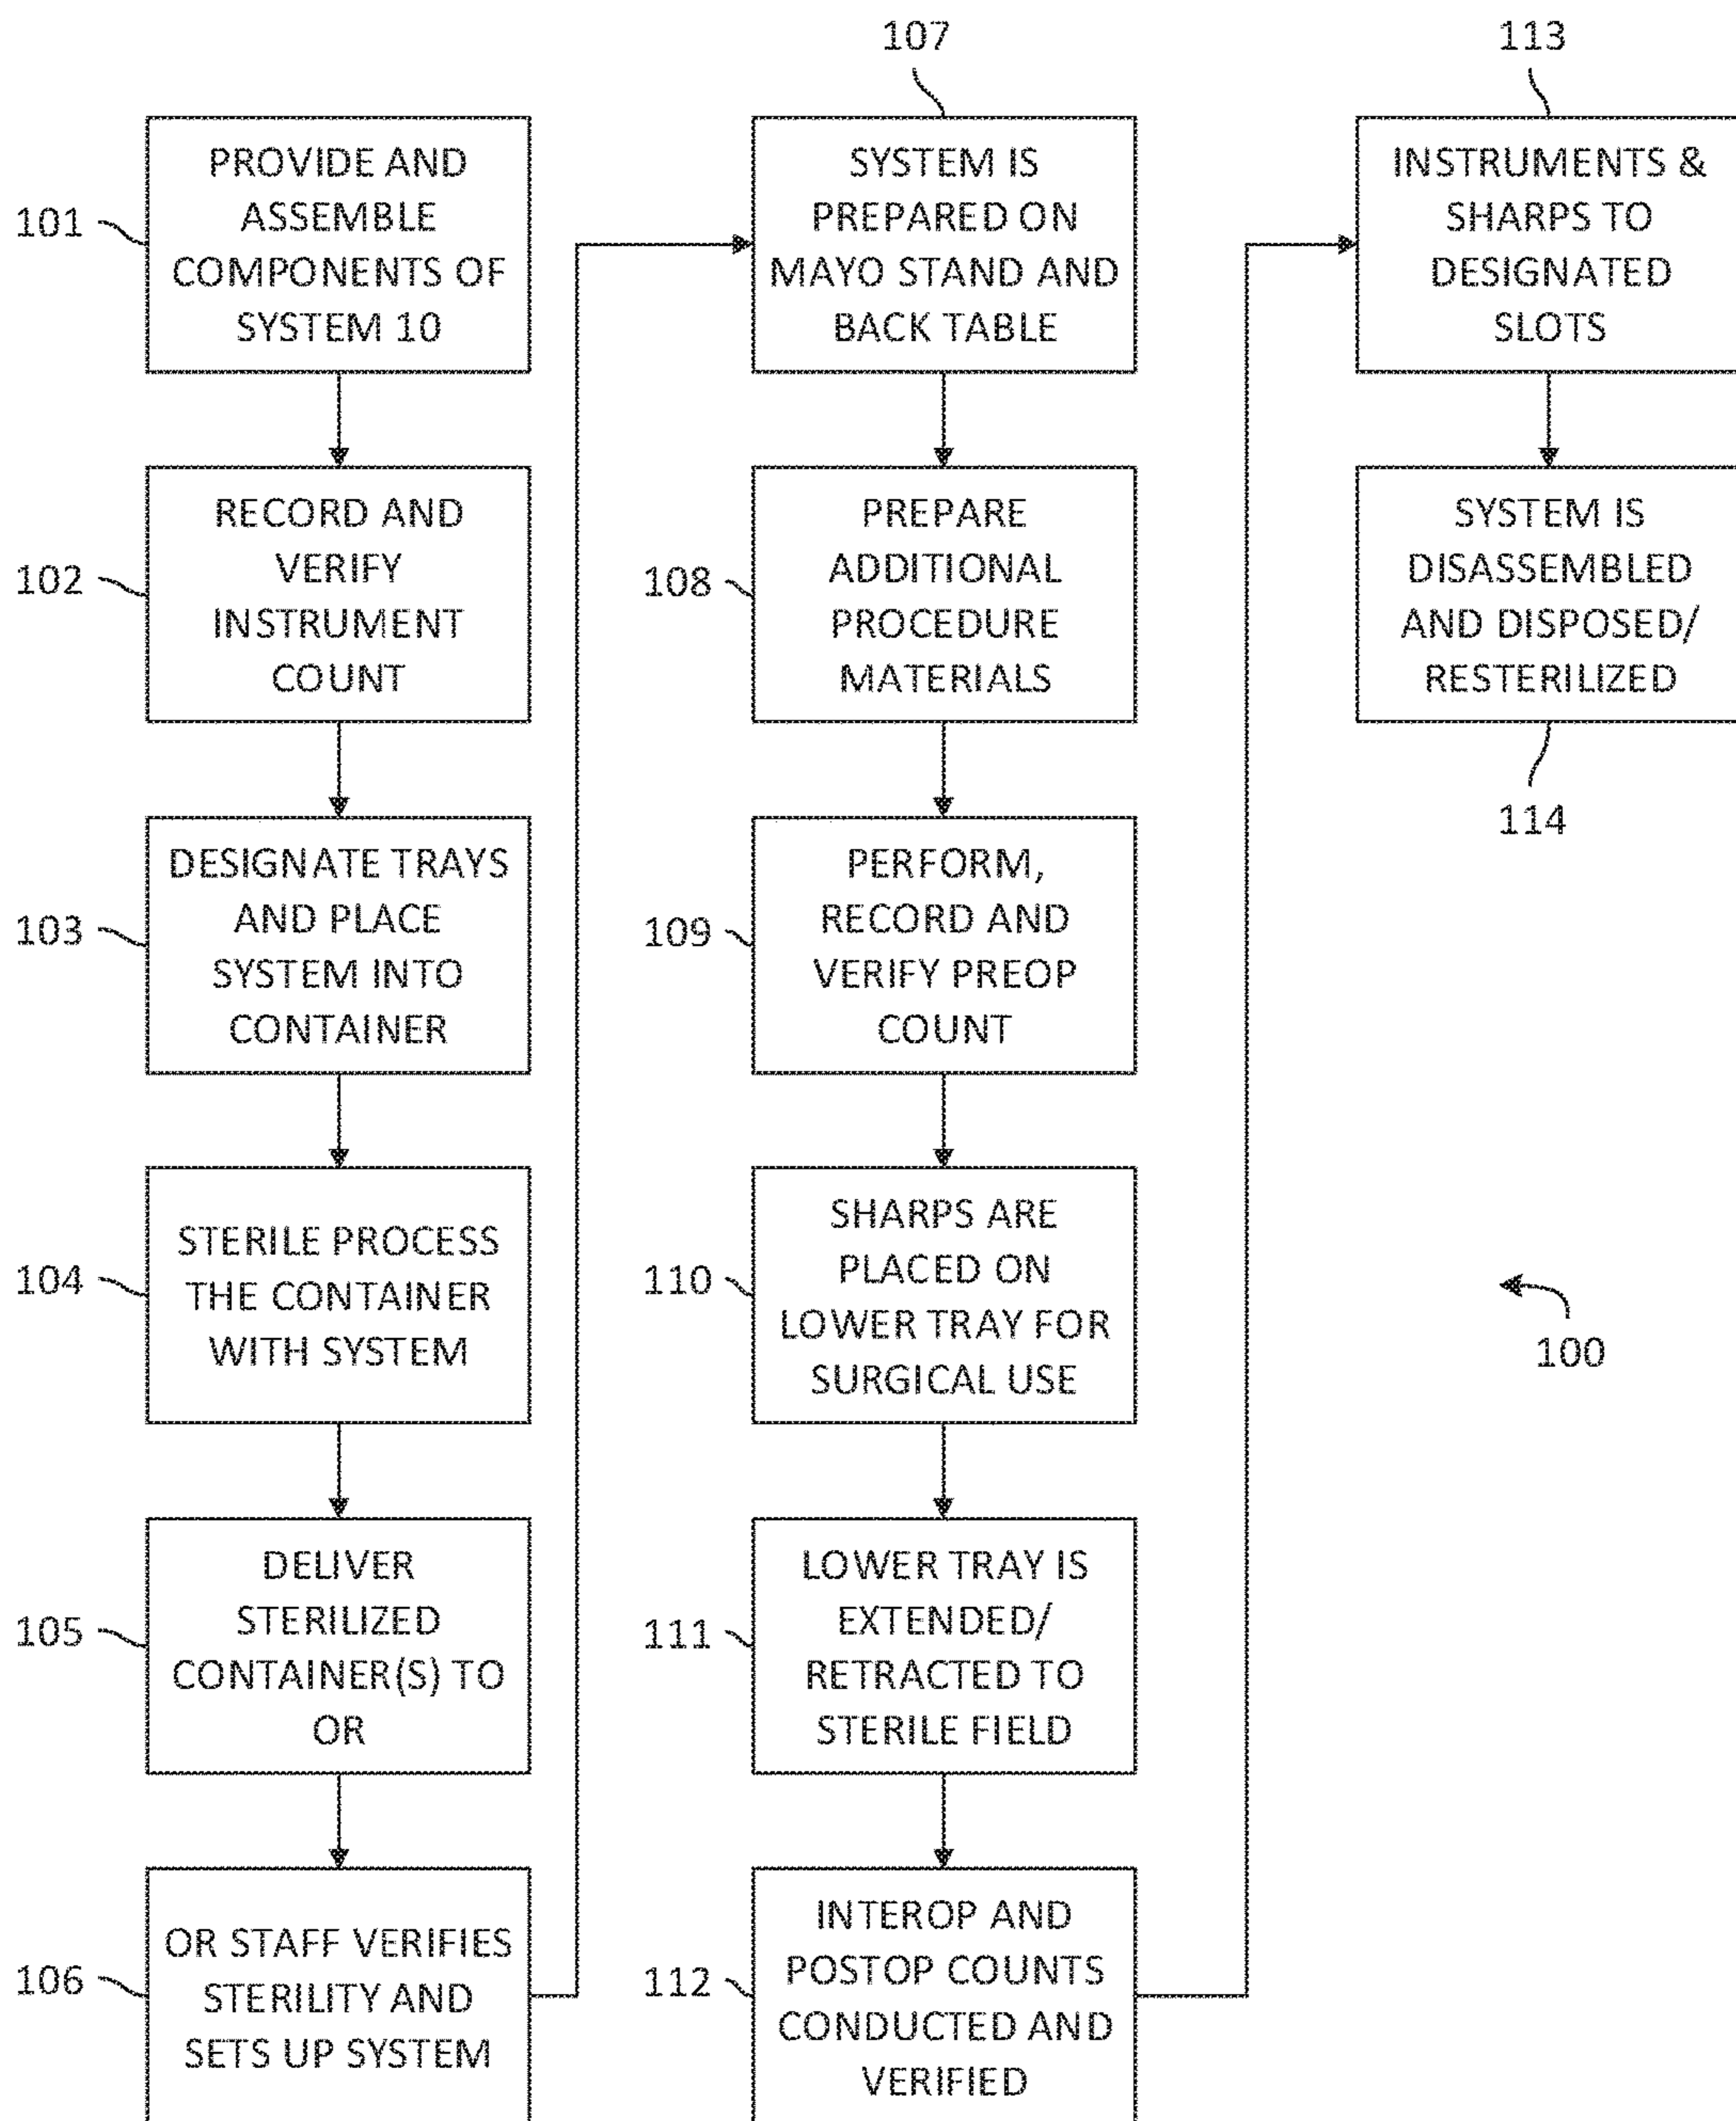 101
PROVIDE AND
ASSEMBLE
COMPONENTS OF
SYSTEM 10
102
RECORD AND
VERIFY
INSTRUMENT
COUNT
103
DESIGNATE TRAYS
AND PLACE
SYSTEM INTO
CONTAINER
104
STERILE PROCESS
THE CONTAINER
WITH SYSTEM
105
DELIVER
STERILIZED
CONTAINER(S) TO
OR
106
OR STAFF VERIFIES
STERILITY AND
SETS UP SYSTEM
107
SYSTEM IS
PREPARED ON
MAYO STAND AND
BACK TABLE
108
PREPARE
ADDITIONAL
PROCEDURE
MATERIALS
109
PERFORM,
RECORD AND
VERIFY PREOP
COUNT
110
SHARPS ARE
PLACED ON
LOWER TRAY FOR
SURGICAL USE
111
LOWER TRAY IS
EXTENDED/
RETRACTED TO
STERILE FIELD
112
INTEROP AND
POSTOP COUNTS
CONDUCTED AND
VERIFIED
113
INSTRUMENTS &
SHARPS TO
DESIGNATED
SLOTS
SYSTEM IS
DISASSEMBLED
AND DISPOSED/
RESTERILIZED
114
100